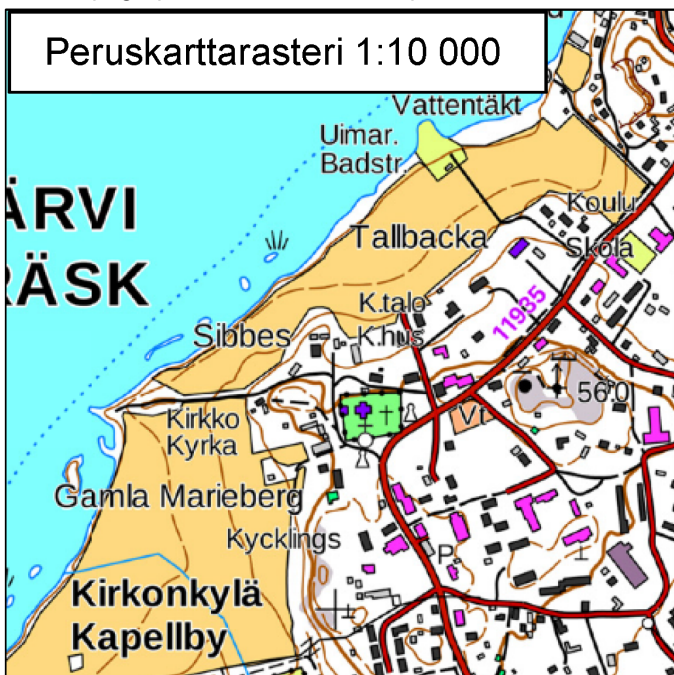 Peruskarttarasteri 1:10 000
Vattentäkt
Uimar.
Badstr.
ÄRVI
RÄSK
Koulu
Skola
Tallbacka
K.talo
K.hus
11985
Sibbes
56.0
Kirkko
Kyrka
Vt
Gamla Marieberg
Kycklings
P
Kirkonkylä
Kapellby